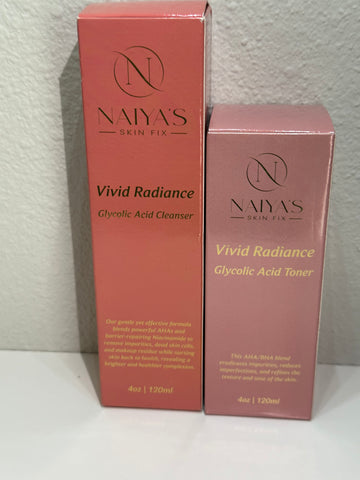 N
NAIYA'S
SKIN FIX
Vivid Radiance
Glycolic Acid Cleanser
Our gentle yet effective formula
blends powerful AHAs and
barrier-repairing Niacinamide to
remove impurities, dead skin cells,
and makeup residue while nursing
skin back to health, revealing a
brighter and healthier complexion.
4oz | 120ml
N
NAIYA'S
SKIN FIX
Vivid Radiance
Glycolic Acid Toner
This AHA/BHA blend
eradicates impurities, reduces
imperfections, and refines the
texture and tone of the skin.
4oz | 120ml